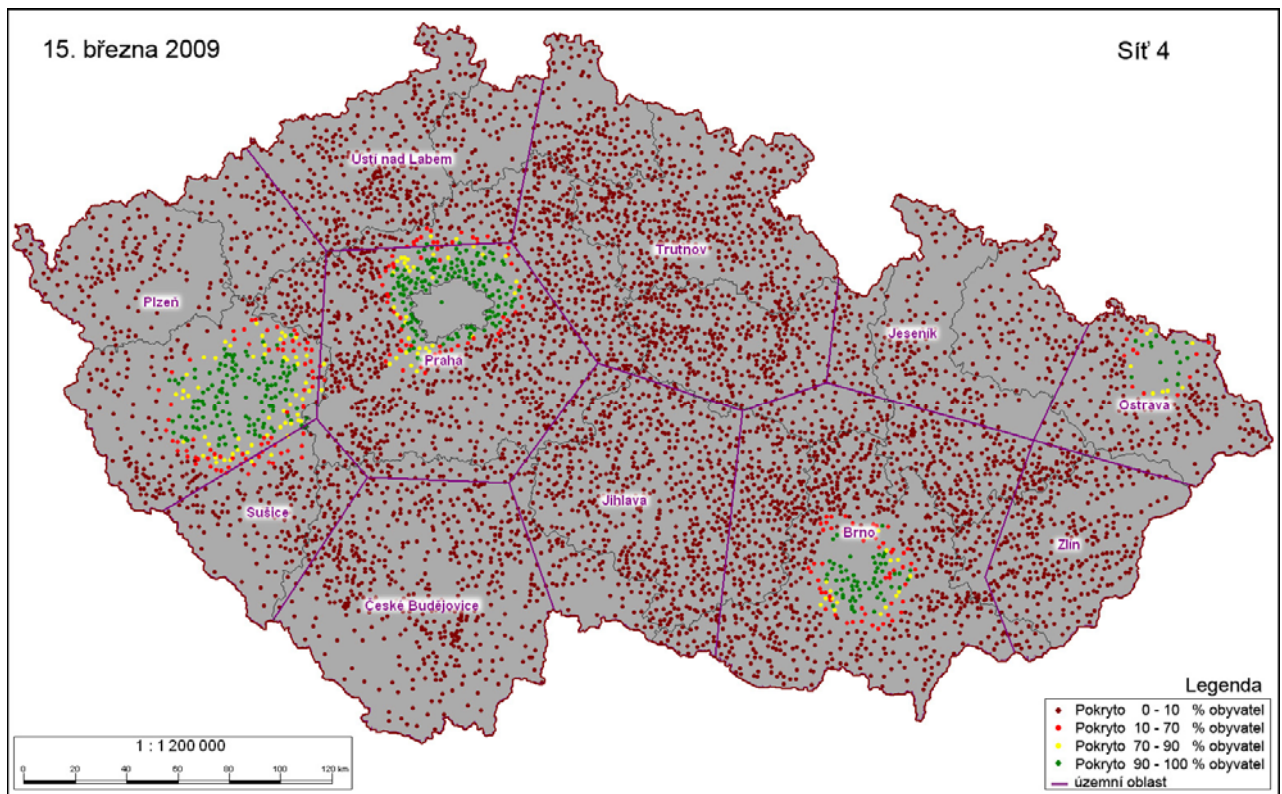 15. března 2009
Síť 4
Ústí nad Labem
Trutnov
Plzeň
Jeseník
Praha
Ostrava
Sušice
Jihlava
Brno
Zlín
České Budějovice
Legenda
Pokryto 0 - 10 % obyvatel
Pokryto 10 - 70 % obyvatel
Pokryto 70 - 90 % obyvatel
Pokryto 90 - 100 % obyvatel
územní oblast
1 : 1 200 000
0 20 40 60 80 100 120 km